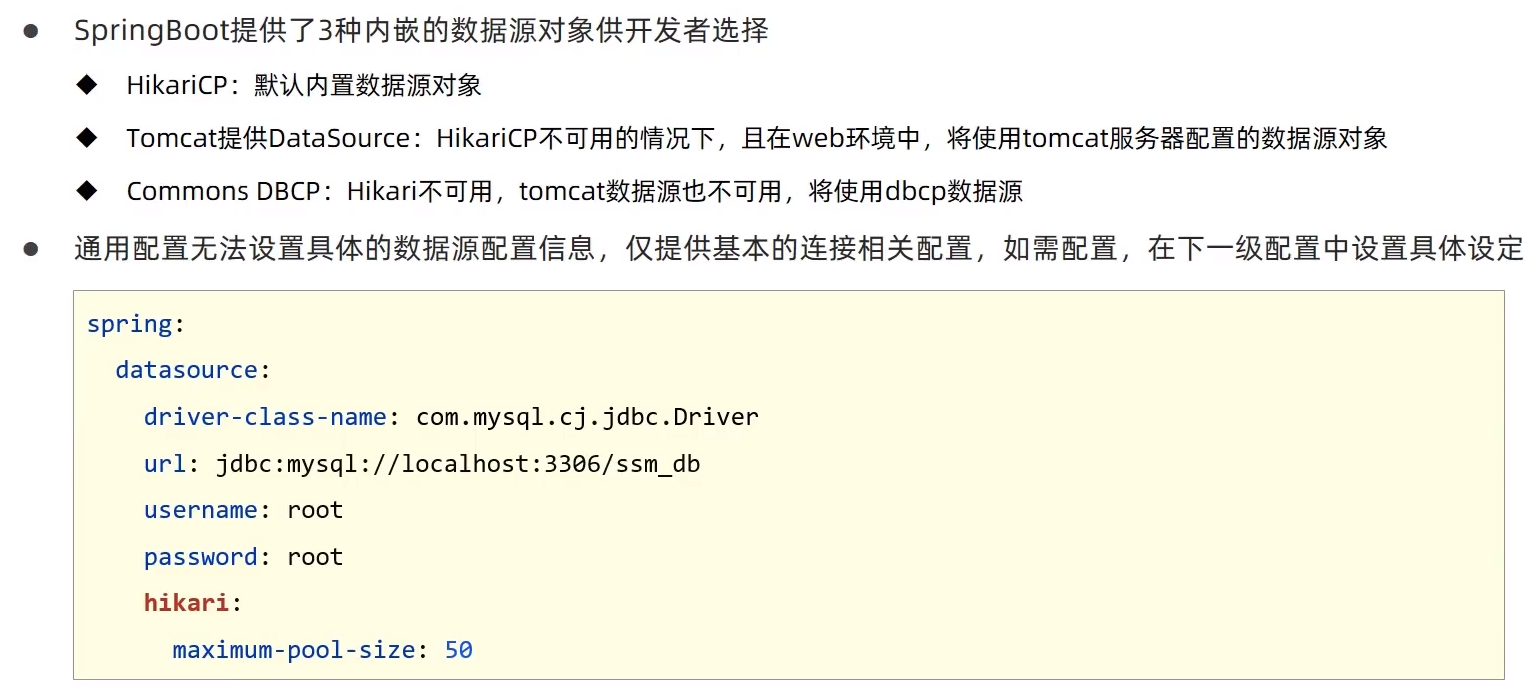 ● SpringBoot提供了3种内嵌的数据源对象供开发者选择
◆ HikariCP：默认内置数据源对象
◆ Tomcat提供DataSource：HikariCP不可用的情况下，且在web环境中，将使用tomcat服务器配置的数据源对象
◆ Commons DBCP：Hikari不可用，tomcat数据源也不可用，将使用dbcp数据源
● 通用配置无法设置具体的数据源配置信息，仅提供基本的连接相关配置，如需配置，在下一级配置中设置具体设定
spring:
  datasource:
    driver-class-name: com.mysql.cj.jdbc.Driver
    url: jdbc:mysql://localhost:3306/ssm_db
    username: root
    password: root
    hikari:
      maximum-pool-size: 50